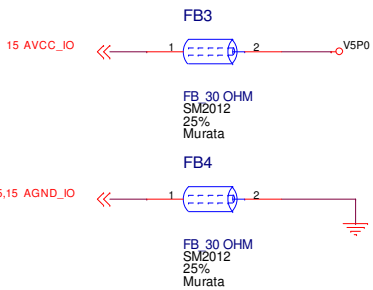 FB3
15 AVCC_IO
1
2
V5P0
FB_30 OHM
SM2012
25%
Murata
FB4
5,15 AGND_IO
1
2
FB_30 OHM
SM2012
25%
Murata